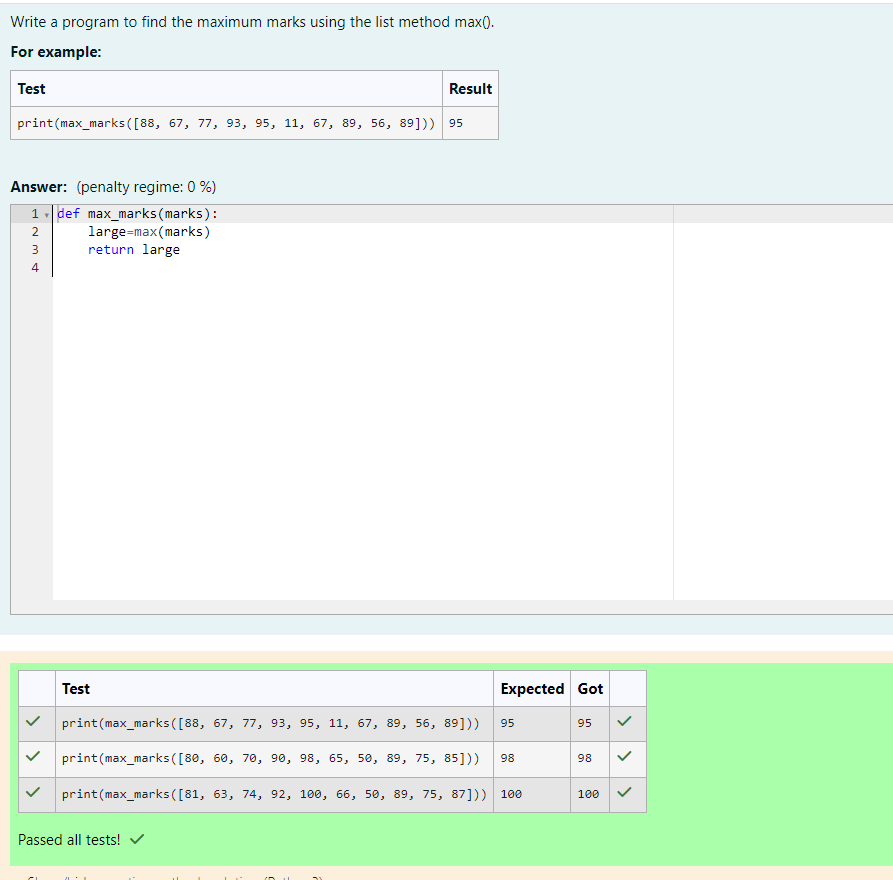 Write a program to find the maximum marks using the list method max().
For example:
Test Result
print(max_marks([88, 67, 77, 93, 95, 11, 67, 89, 56, 89])) 95
Answer: (penalty regime: 0 %)
1 def max_marks(marks):
2 large=max(marks)
3 return large
4
Test Expected Got
print(max_marks([88, 67, 77, 93, 95, 11, 67, 89, 56, 89])) 95 95
print(max_marks([80, 60, 70, 90, 98, 65, 50, 89, 75, 85])) 98 98
print(max_marks([81, 63, 74, 92, 100, 66, 50, 89, 75, 87])) 100 100
Passed all tests!